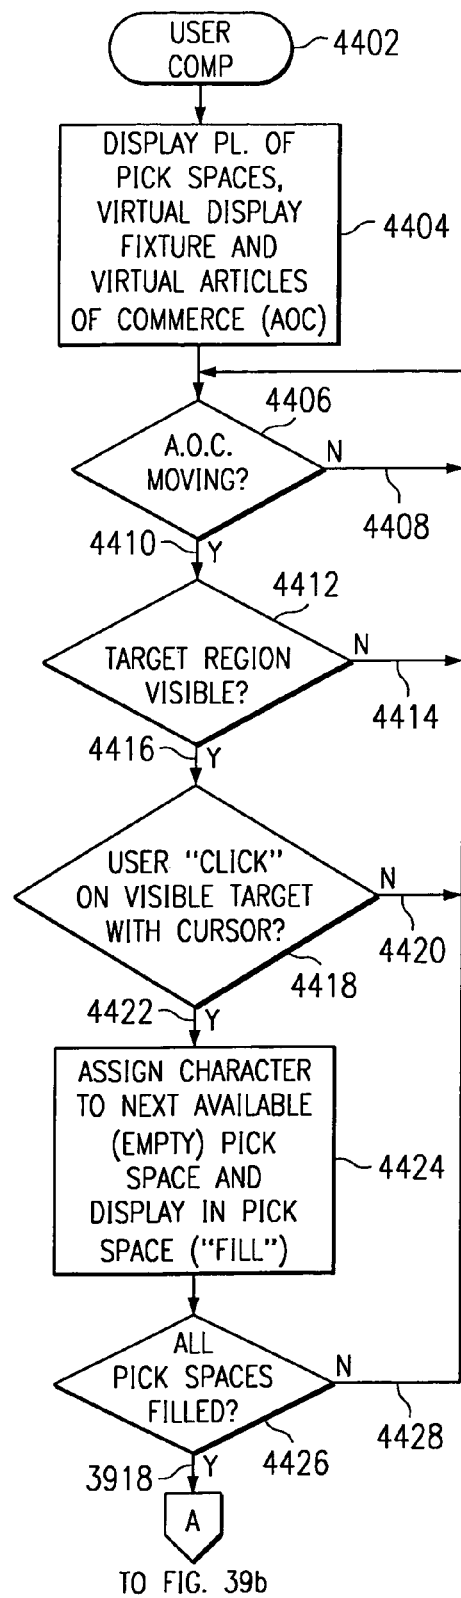 USER
COMP
4402
DISPLAY PL. OF
PICK SPACES,
VIRTUAL DISPLAY
FIXTURE AND
VIRTUAL ARTICLES
OF COMMERCE (AOC)
4404
4406
A.O.C.
MOVING?
N
4408
4410
Y
4412
TARGET REGION
VISIBLE?
N
4414
4416
Y
USER "CLICK"
ON VISIBLE TARGET
WITH CURSOR?
N
4420
4418
4422
Y
ASSIGN CHARACTER
TO NEXT AVAILABLE
(EMPTY) PICK
SPACE AND
DISPLAY IN PICK
SPACE ("FILL")
4424
ALL
PICK SPACES
FILLED?
N
4428
4426
3918
Y
A
TO FIG. 39b